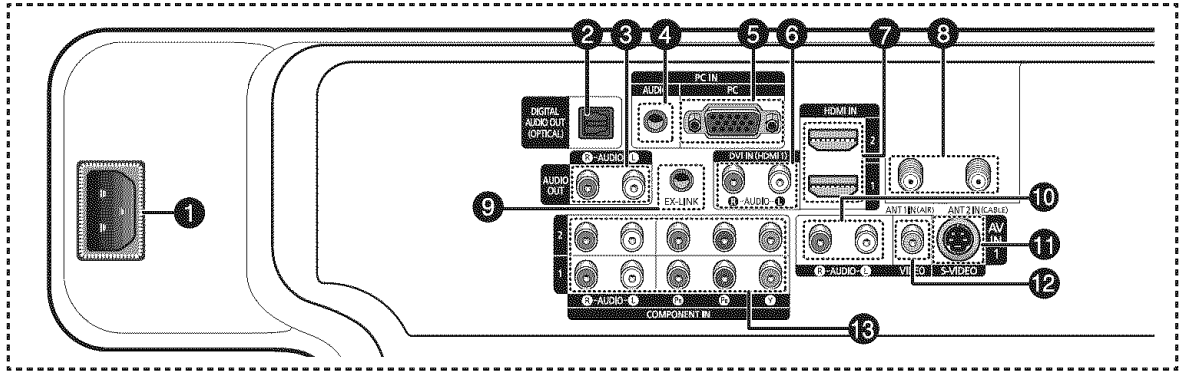 2 3 4 5 6 7 8
PC IN
AUDIO PC
DIGITAL
AUDIO OUT
(OPTICAL)
HDMI IN
2
R-AUDIO-L
DVI IN (HDMI 1)
AUDIO
OUT
1
1
EX-LINK
R-AUDIO-L
9
10
ANT 1 IN (AIR) ANT 2 IN (CABLE)
2
AV
IN
1
11
1
R-AUDIO-L VIDEO S-VIDEO
12
R-AUDIO-L PR PB Y
COMPONENT IN
13